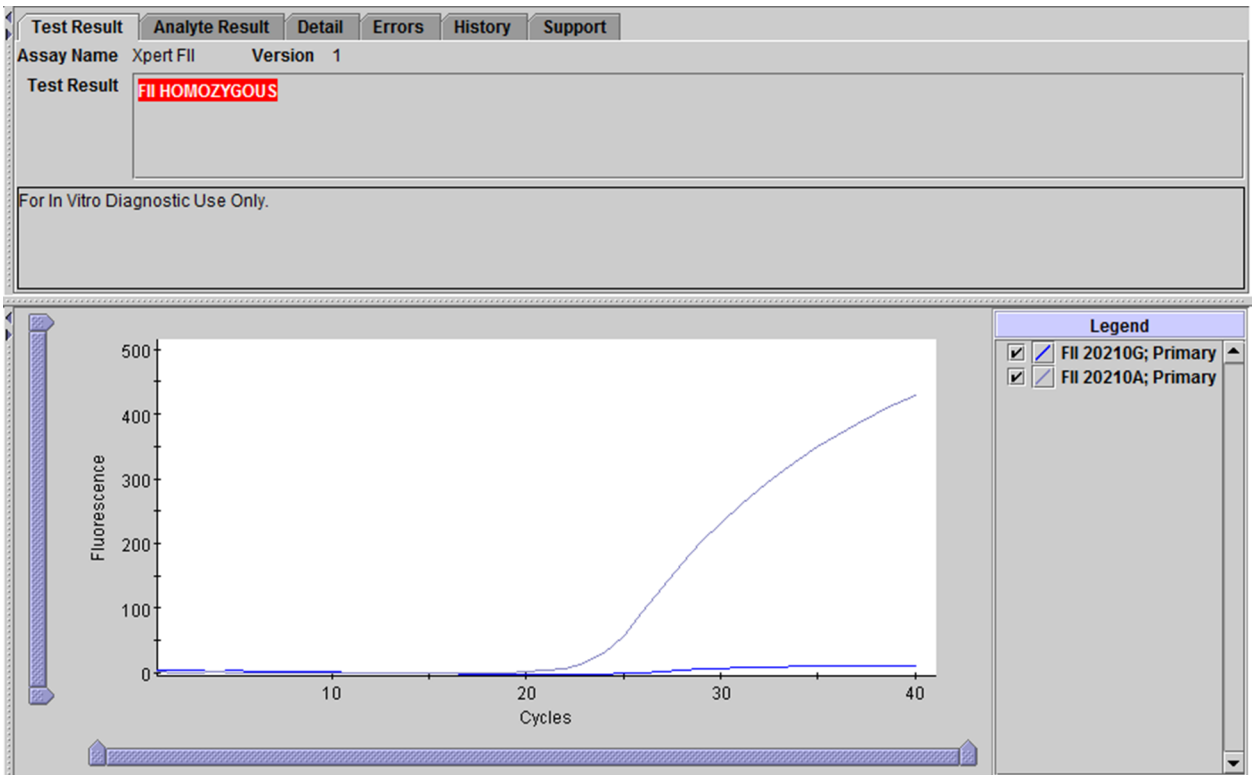 Test Result Analyte Result Detail Errors History Support
Assay Name Xpert FII Version 1
Test Result FII HOMOZYGOUS
For In Vitro Diagnostic Use Only.
Legend
FII 20210G; Primary
FII 20210A; Primary
Fluorescence
500
400
300
200
100
0
10 20 30 40
Cycles